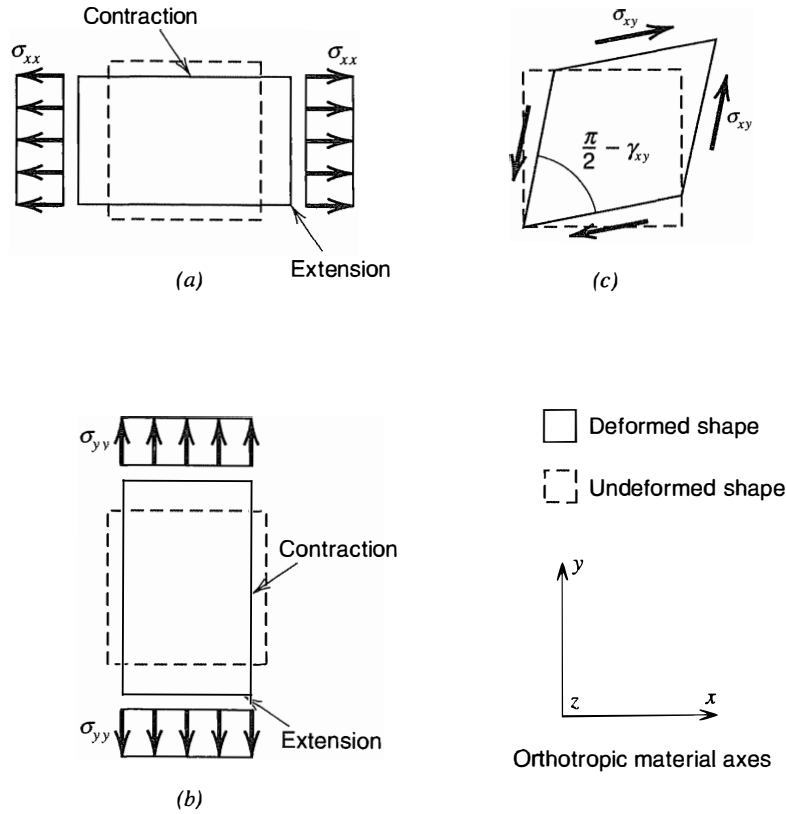 Contraction
σxx
σxx
Extension
(a)
σxy
σxy
π/2 − γxy
(c)
σyy
Contraction
σyy
Extension
(b)
Deformed shape
Undeformed shape
y
z
x
Orthotropic material axes